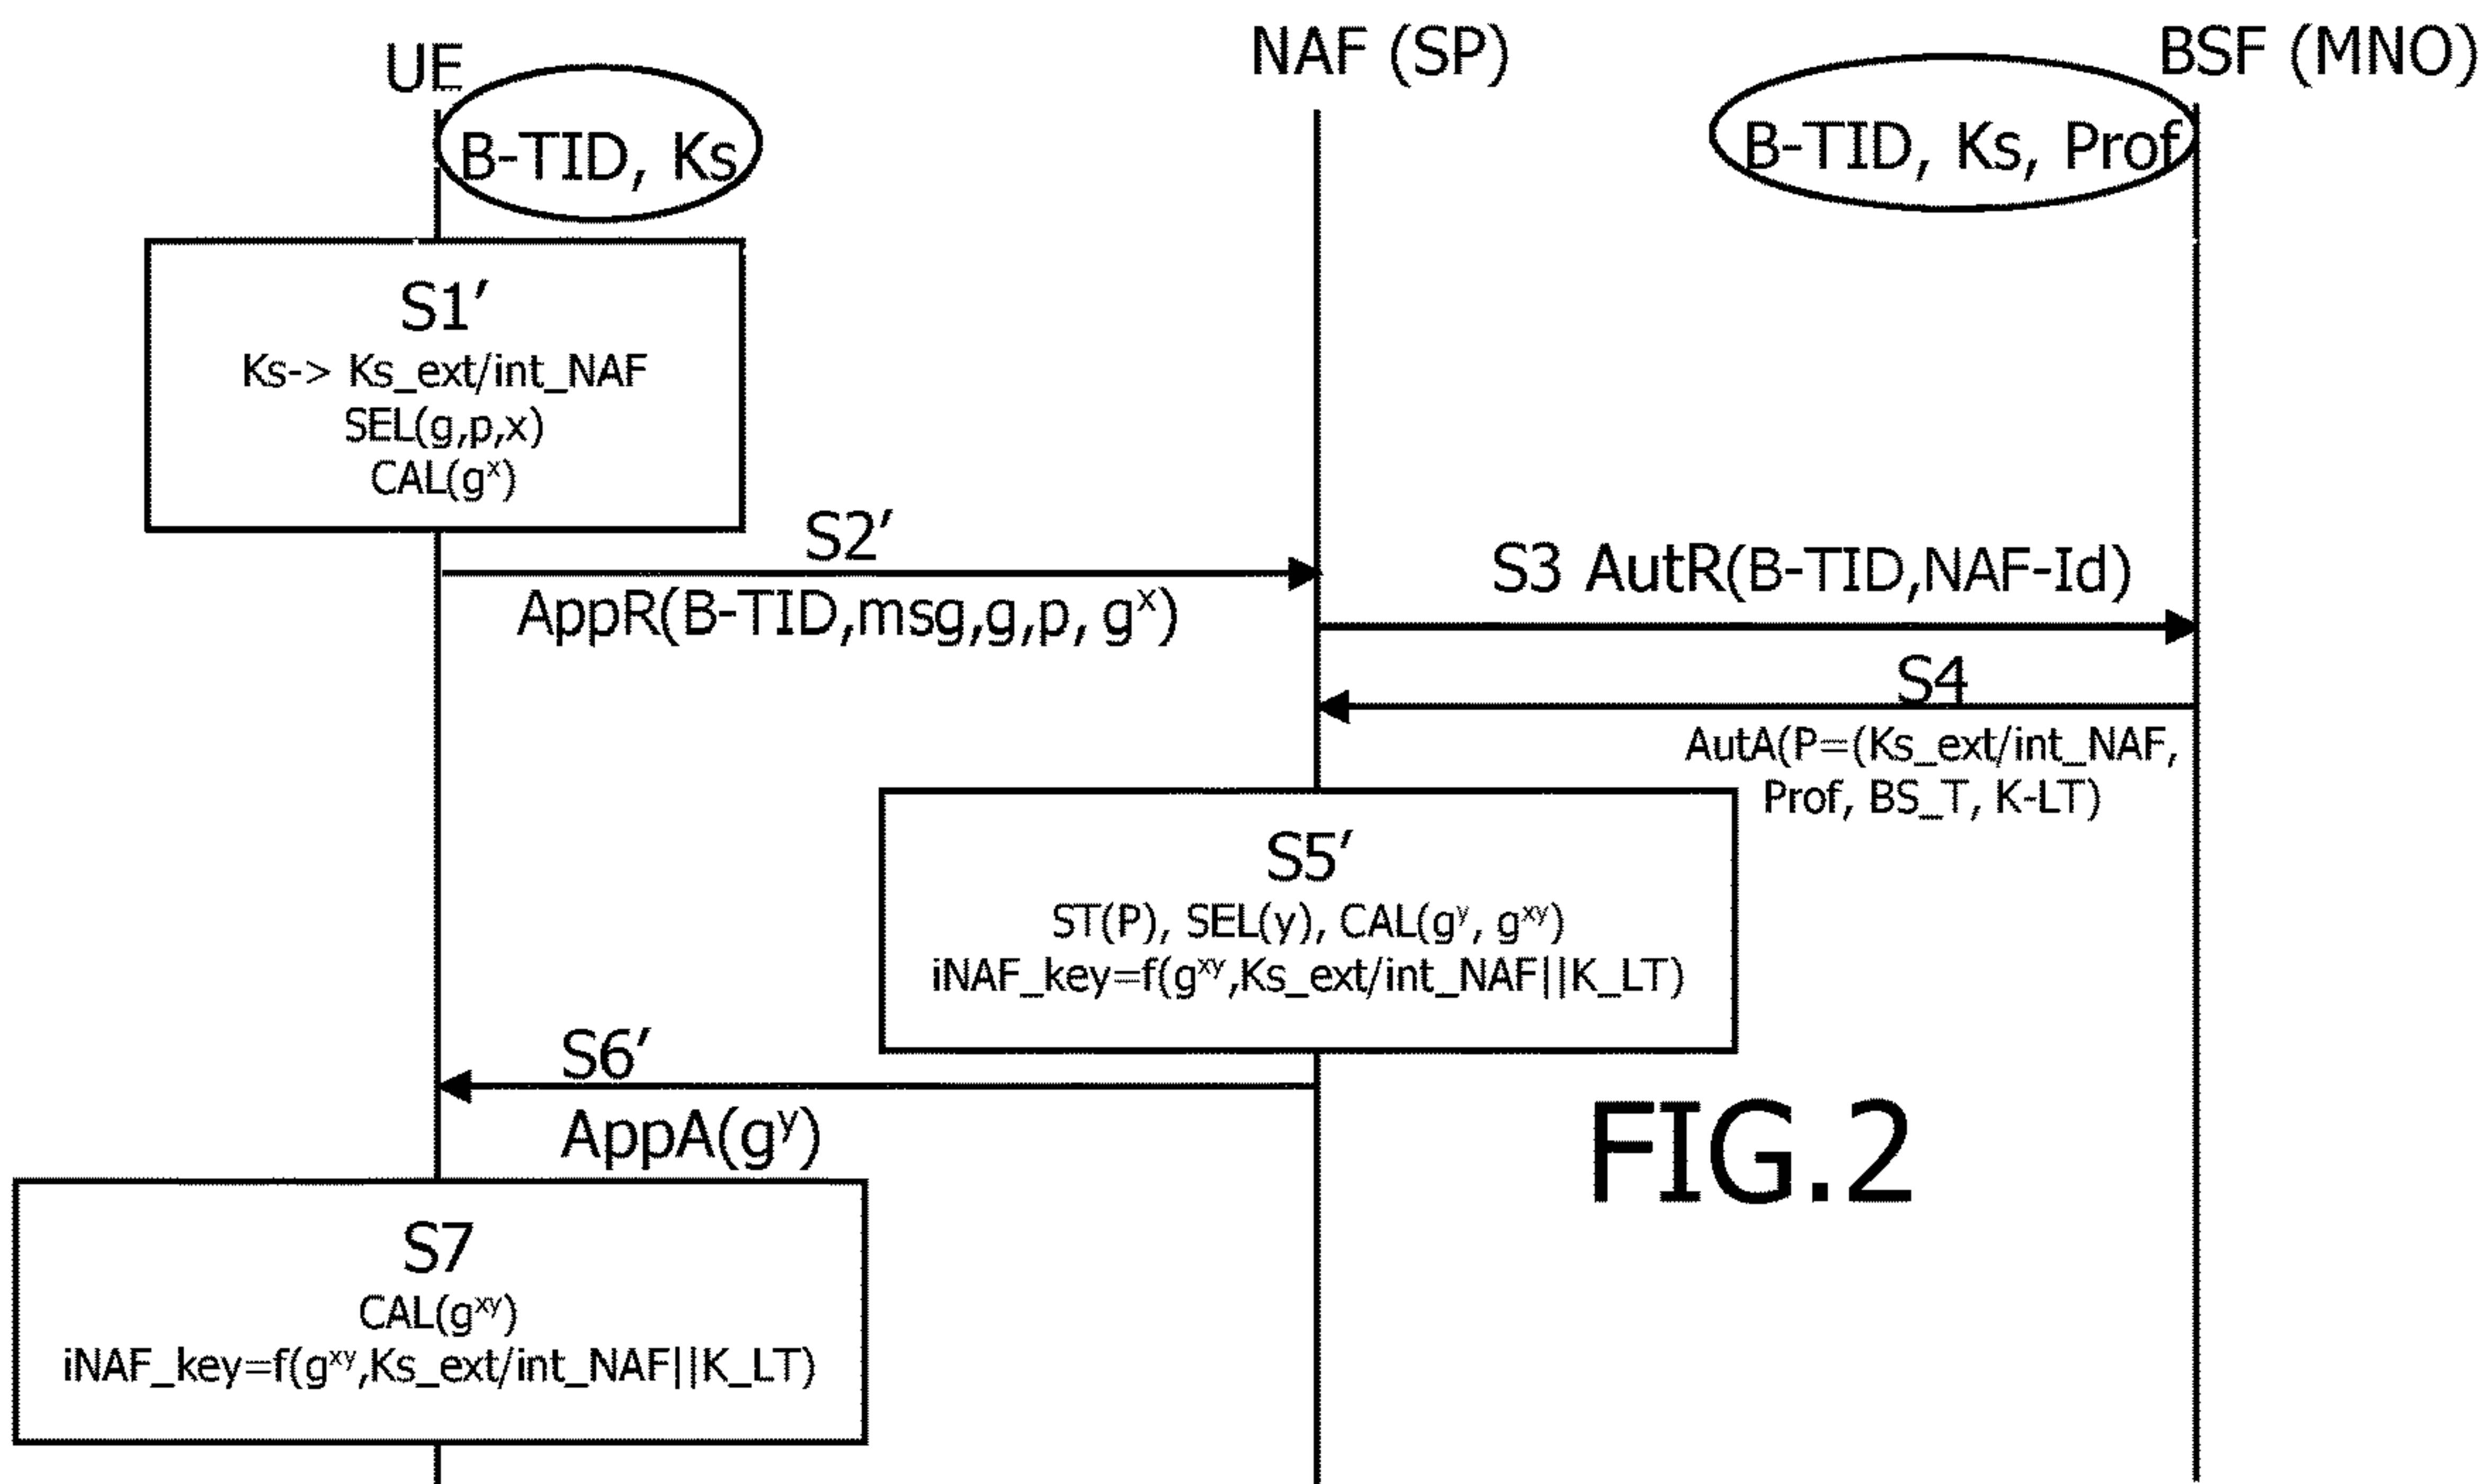 UE
NAF (SP)
BSF (MNO)
B-TID, Ks
B-TID, Ks, Prof
S1′
Ks-> Ks_ext/int_NAF
SEL(g,p,x)
CAL(gˣ)
S2′
AppR(B-TID,msg,g,p, gˣ)
S3 AutR(B-TID,NAF-Id)
S4
AutA(P=(Ks_ext/int_NAF,
Prof, BS_T, K-LT)
S5′
ST(P), SEL(y), CAL(gʸ, gˣʸ)
iNAF_key=f(gˣʸ,Ks_ext/int_NAF||K_LT)
S6′
AppA(gʸ)
FIG.2
S7
CAL(gˣʸ)
iNAF_key=f(gˣʸ,Ks_ext/int_NAF||K_LT)